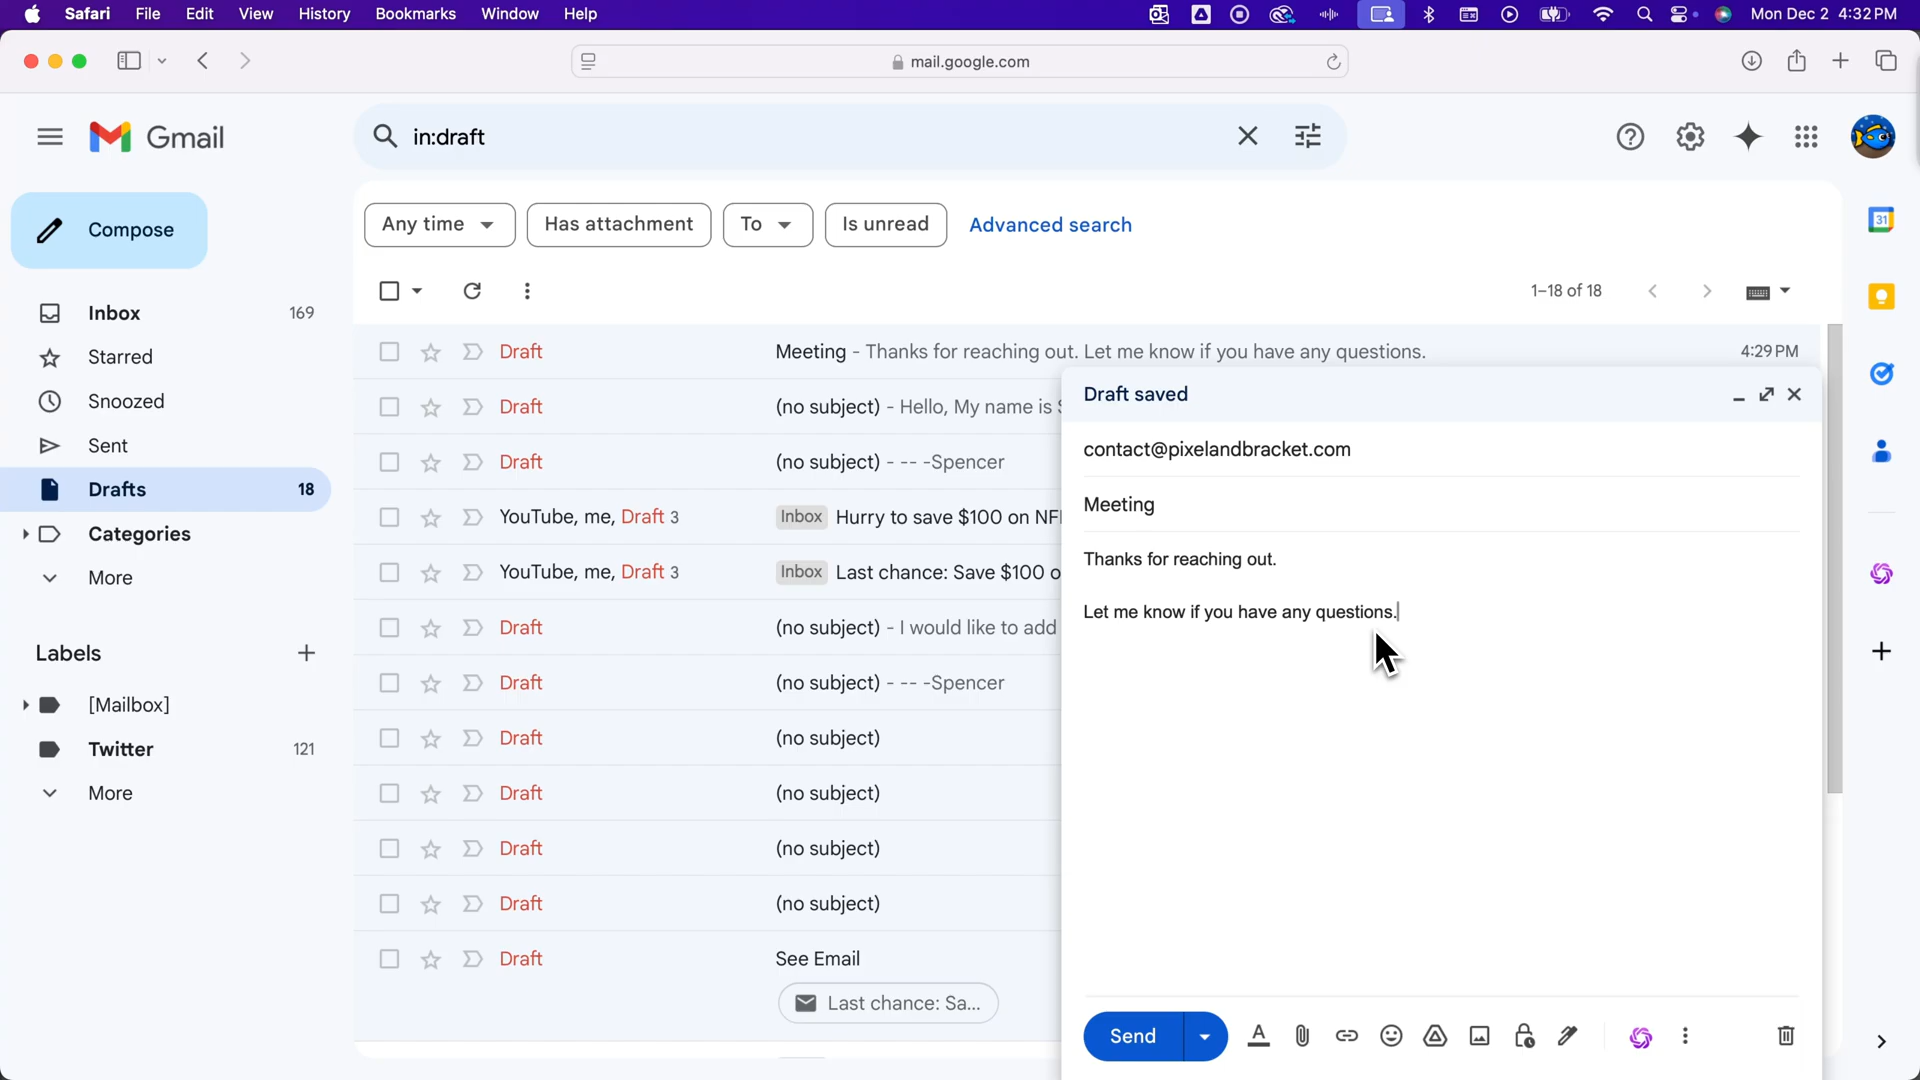 Safari File Edit View History Bookmarks Window Help Mon Dec 2 4:32 PM
mail.google.com
Gmail
in:draft
Compose
Any time Has attachment To Is unread Advanced search
1–18 of 18
Inbox 169
Starred
Snoozed
Sent
Drafts 18
Categories
More
Labels
[Mailbox]
Twitter 121
More
Draft Meeting - Thanks for reaching out. Let me know if you have any questions. 4:29 PM
Draft (no subject) - Hello, My name is
Draft (no subject) - -- -Spencer
YouTube, me, Draft 3 Inbox Hurry to save $100 on NF
YouTube, me, Draft 3 Inbox Last chance: Save $100 o
Draft (no subject) - I would like to add
Draft (no subject) - -- -Spencer
Draft (no subject)
Draft (no subject)
Draft (no subject)
Draft (no subject)
Draft See Email
Last chance: Sa...
Draft saved
contact@pixelandbracket.com
Meeting
Thanks for reaching out.
Let me know if you have any questions.
Send
31